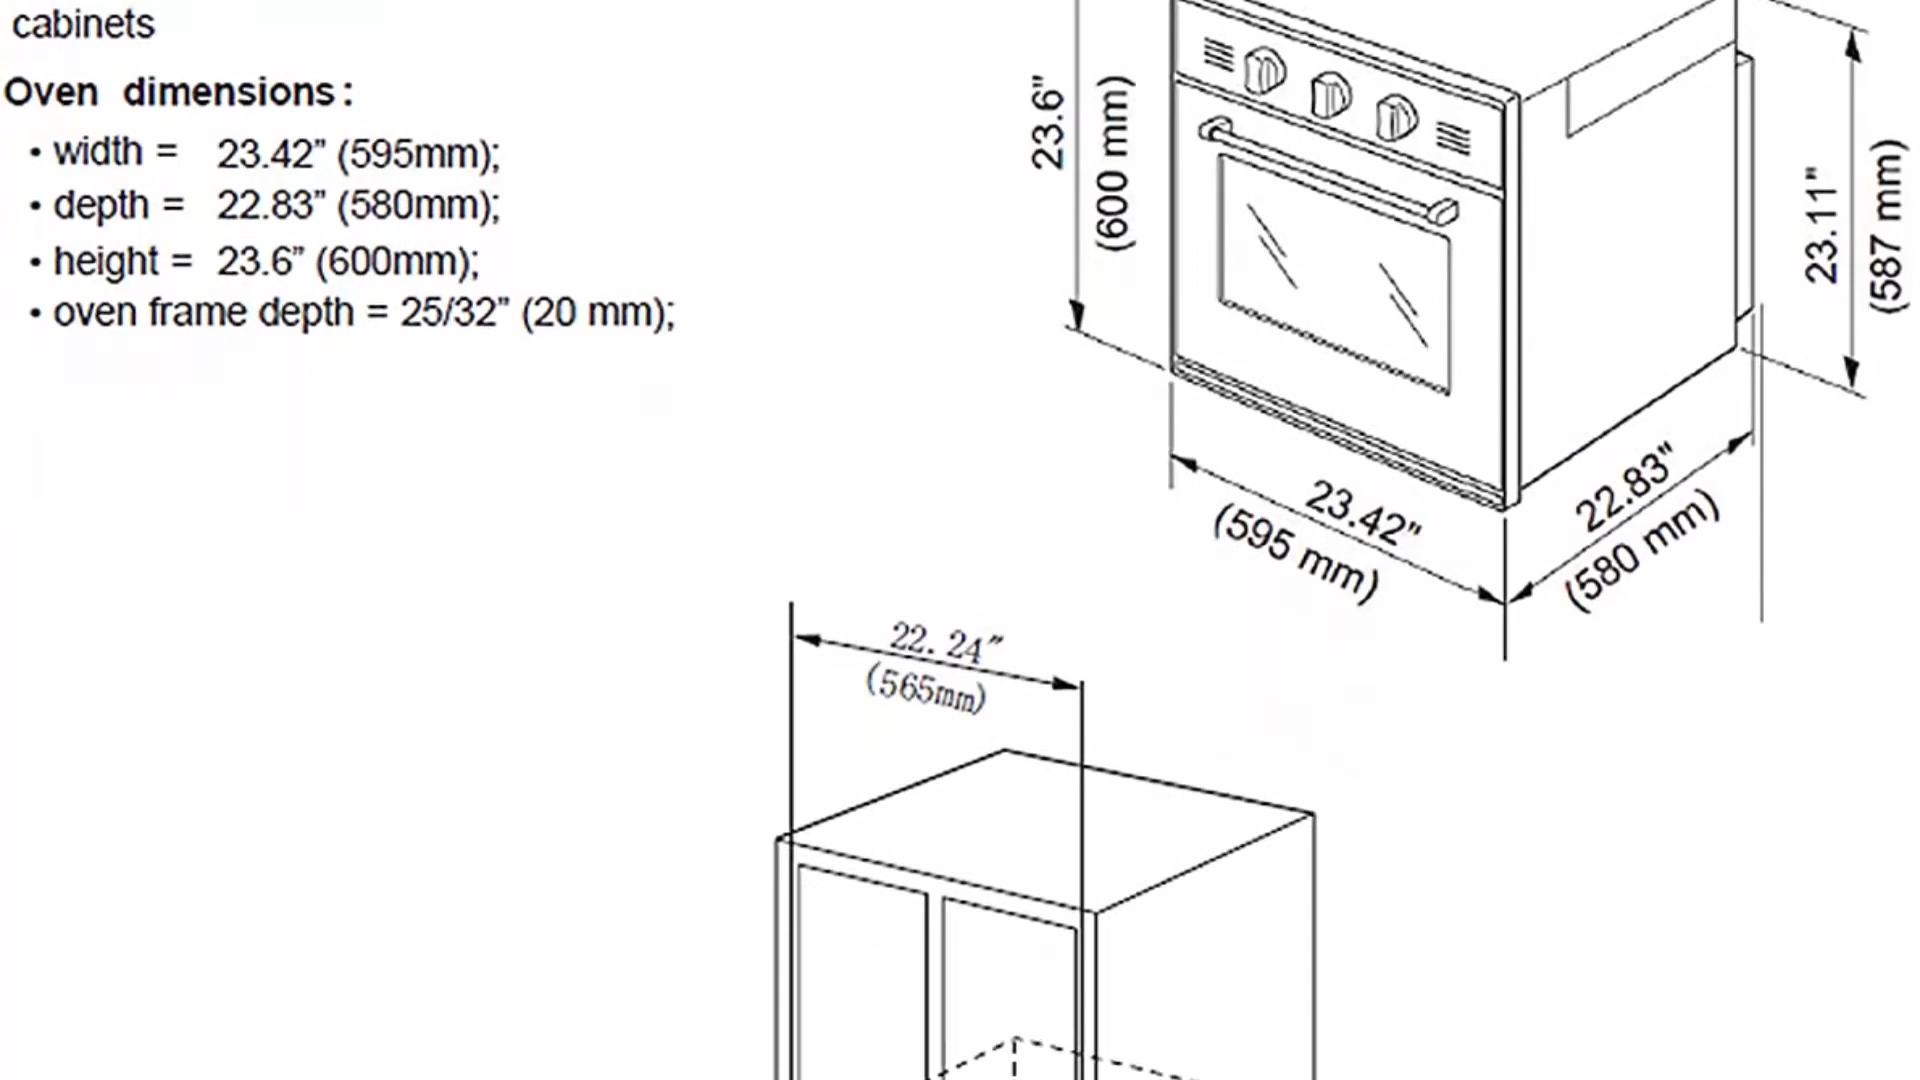 cabinets
Oven dimensions:
• width = 23.42” (595mm);
• depth = 22.83” (580mm);
• height = 23.6” (600mm);
• oven frame depth = 25/32” (20 mm);
23.6"
(600 mm)
23.11"
(587 mm)
23.42"
(595 mm)
22.83"
(580 mm)
22.24″
(565mm)